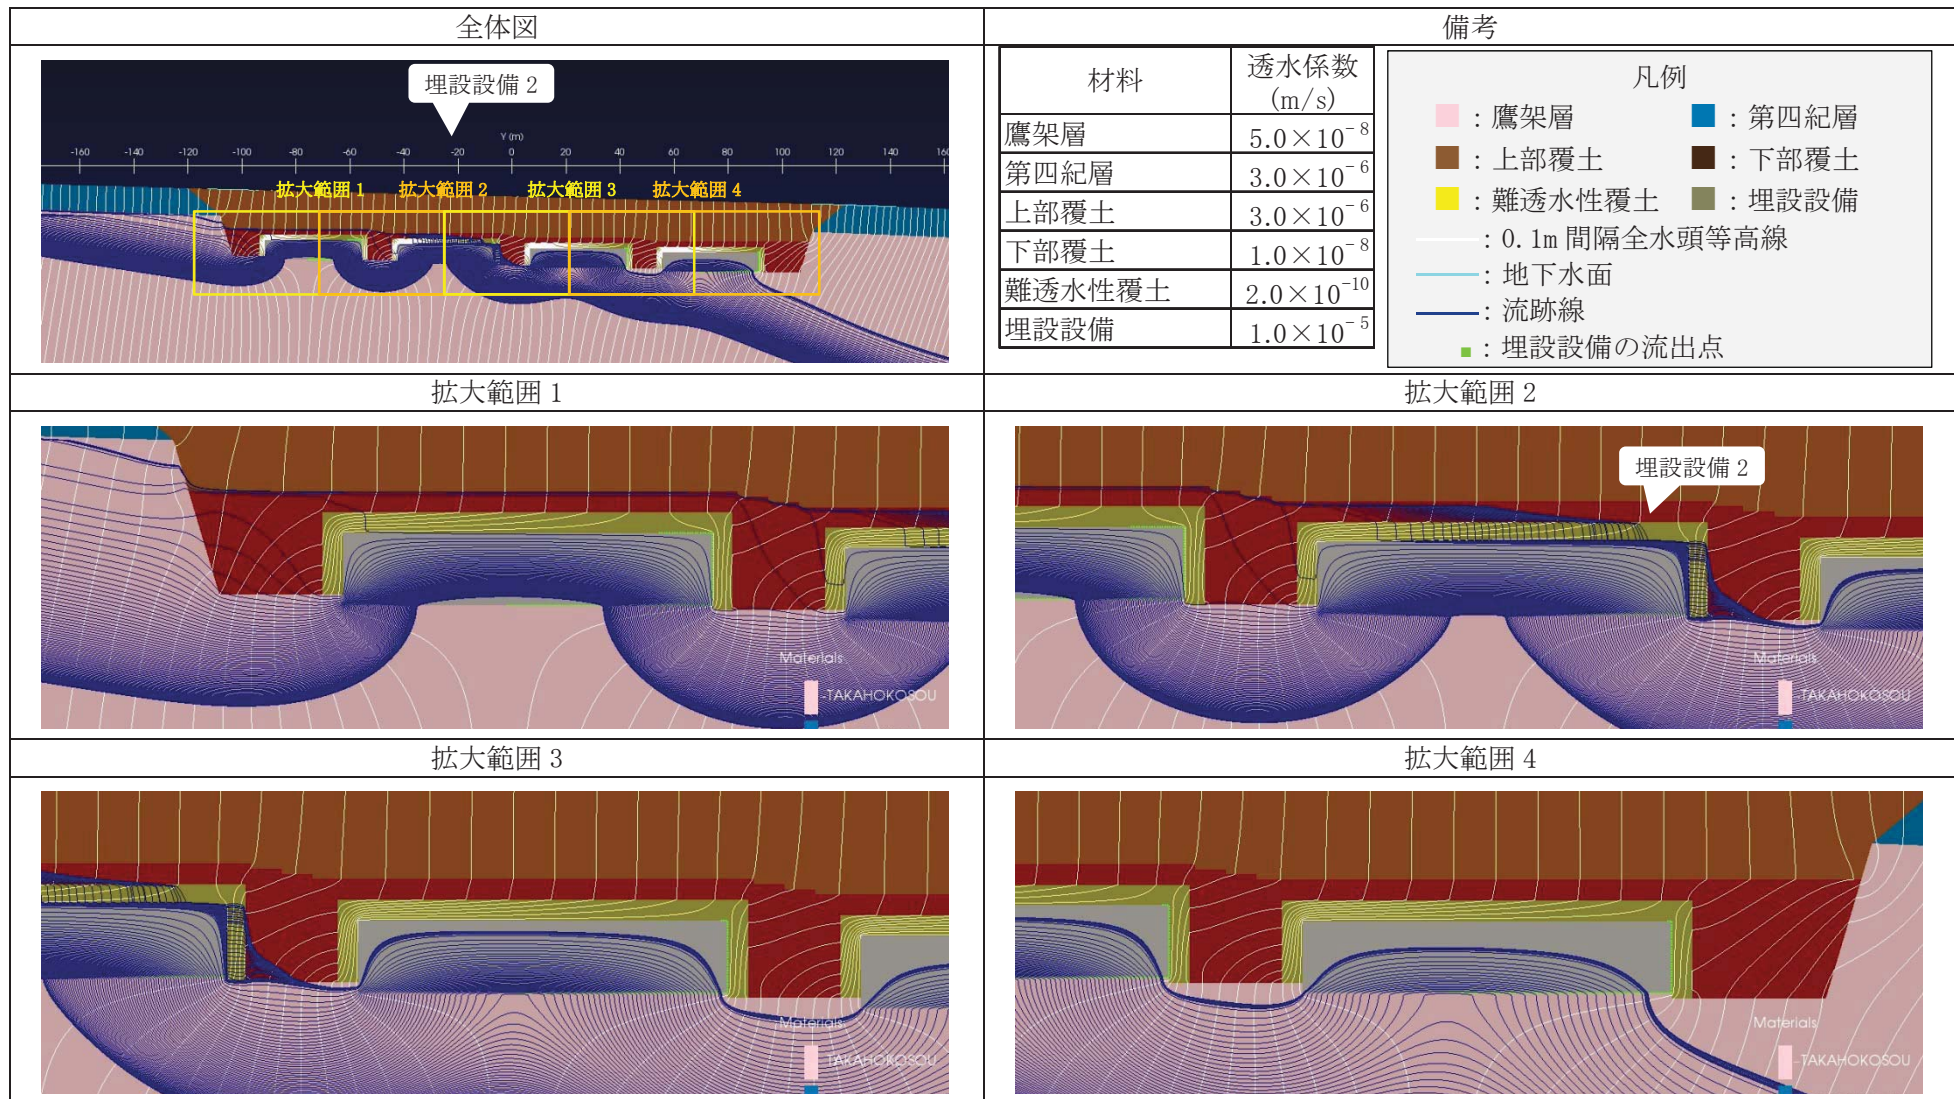 全体図
備考
埋設設備 2
Y (m)
-160 -140 -120 -100 -80 -60 -40 -20 0 20 40 60 80 100 120 140 160
拡大範囲 1 拡大範囲 2 拡大範囲 3 拡大範囲 4
材料 透水係数
(m/s)
鷹架層 5.0×10⁻⁸
第四紀層 3.0×10⁻⁶
上部覆土 3.0×10⁻⁶
下部覆土 1.0×10⁻⁸
難透水性覆土 2.0×10⁻¹⁰
埋設設備 1.0×10⁻⁵
凡例
：鷹架層 ：第四紀層
：上部覆土 ：下部覆土
：難透水性覆土 ：埋設設備
：0.1m 間隔全水頭等高線
：地下水面
：流跡線
：埋設設備の流出点
拡大範囲 1
拡大範囲 2
Materials
-TAKAHOKOSOU
埋設設備 2
Materials
-TAKAHOKOSOU
拡大範囲 3
拡大範囲 4
Materials
-TAKAHOKOSOU
Materials
-TAKAHOKOSOU